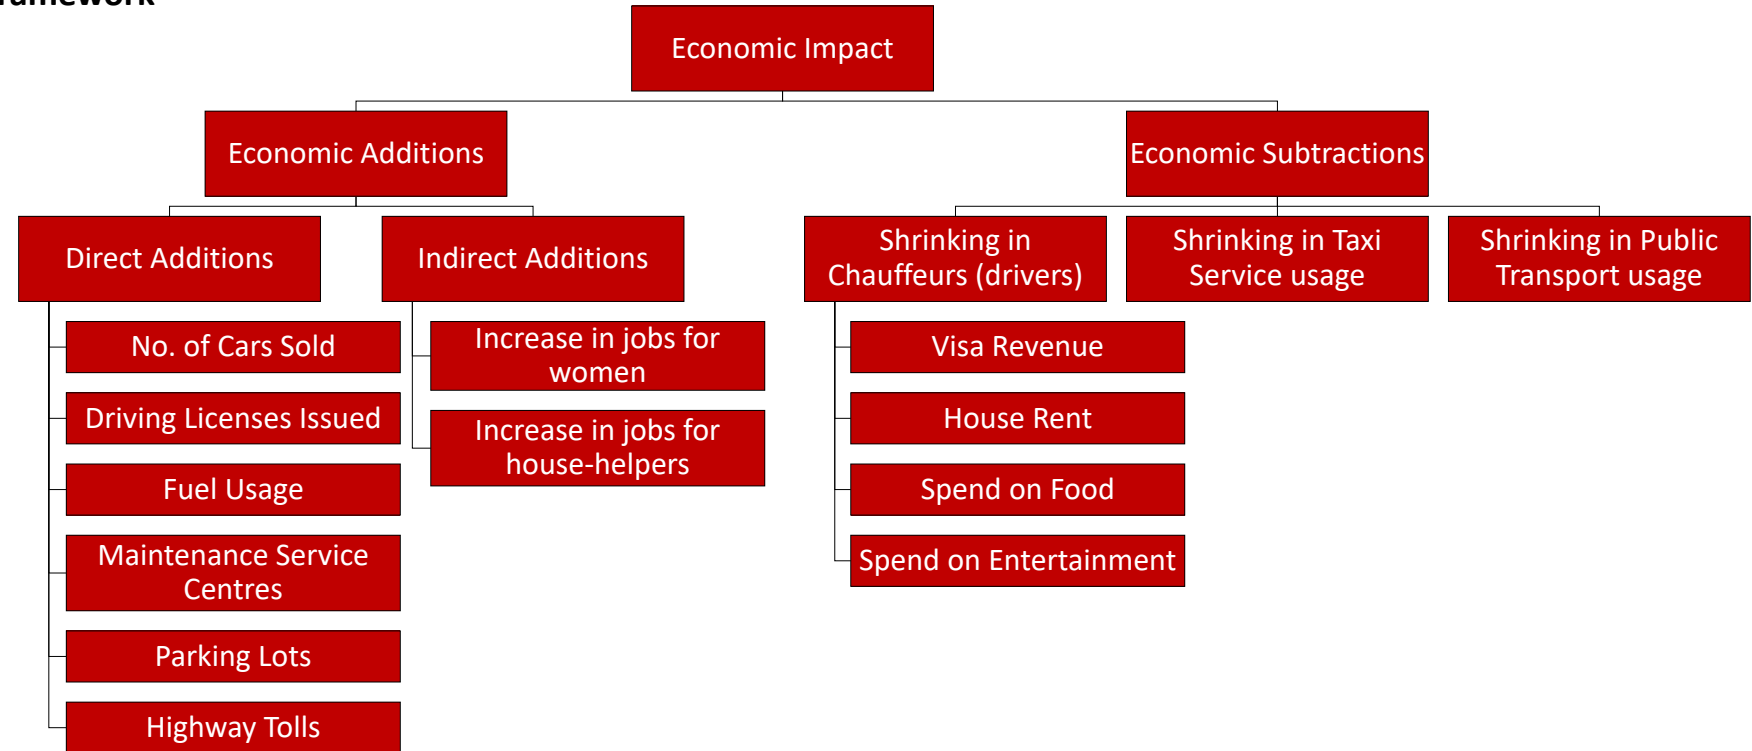 Economic Impact
Economic Additions
Economic Subtractions
Direct Additions
Indirect Additions
Shrinking in
Chauffeurs (drivers)
Shrinking in Taxi
Service usage
Shrinking in Public
Transport usage
No. of Cars Sold
Driving Licenses Issued
Fuel Usage
Maintenance Service
Centres
Parking Lots
Highway Tolls
Increase in jobs for
women
Increase in jobs for
house-helpers
Visa Revenue
House Rent
Spend on Food
Spend on Entertainment